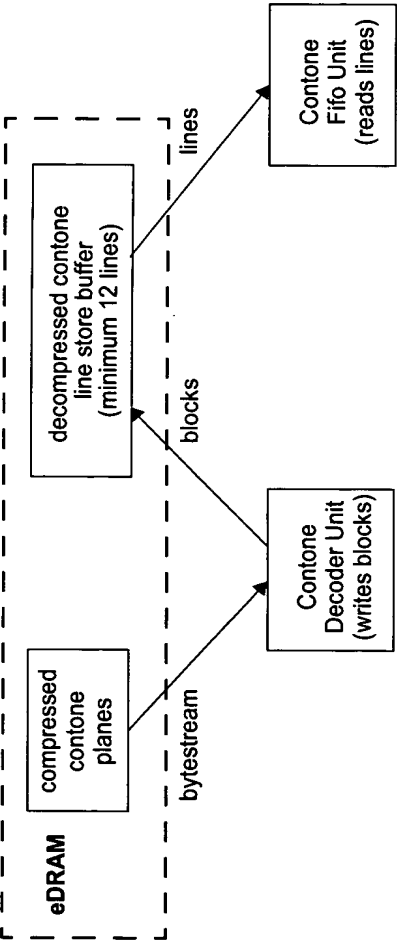 eDRAM
compressed
contone
planes
decompressed contone
line store buffer
(minimum 12 lines)
bytestream
blocks
lines
Contone
Decoder Unit
(writes blocks)
Contone
Fifo Unit
(reads lines)